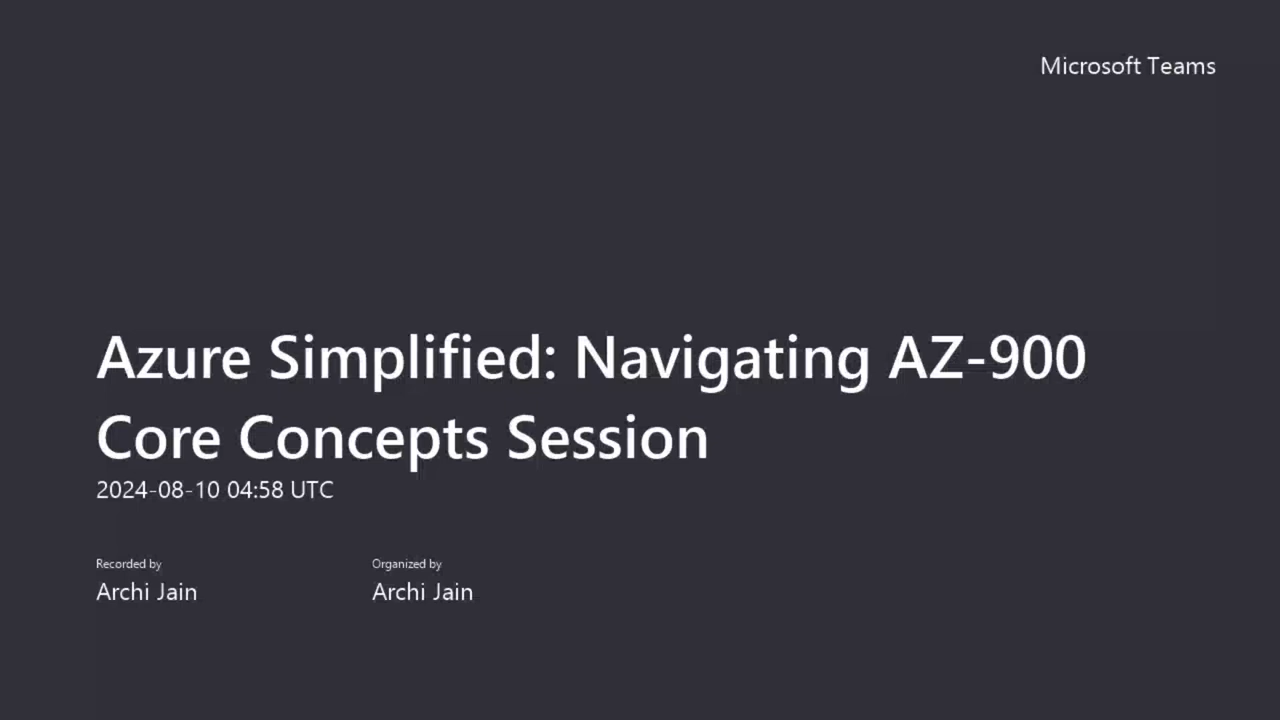 Microsoft Teams
Azure Simplified: Navigating AZ-900
Core Concepts Session
2024-08-10 04:58 UTC
Recorded by
Organized by
Archi Jain
Archi Jain